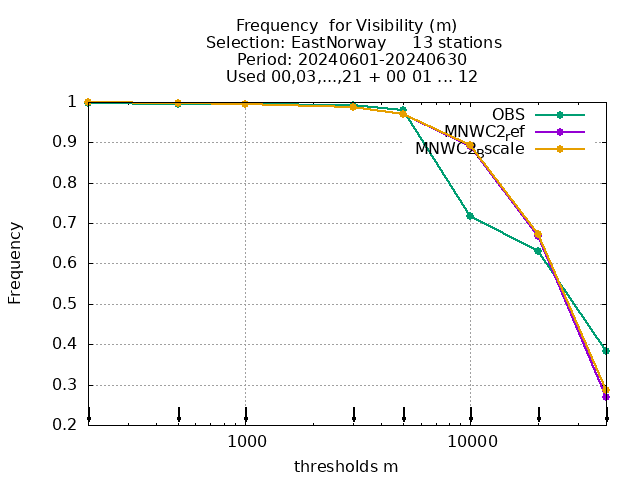 Frequency  for Visibility (m)
Selection: EastNorway     13 stations
Period: 20240601-20240630
Used 00,03,...,21 + 00 01 ... 12
OBS
MNWC2ref
MNWC2Bscale
1
0.9
0.8
0.7
0.6
0.5
0.4
0.3
0.2
Frequency
1000
10000
thresholds m